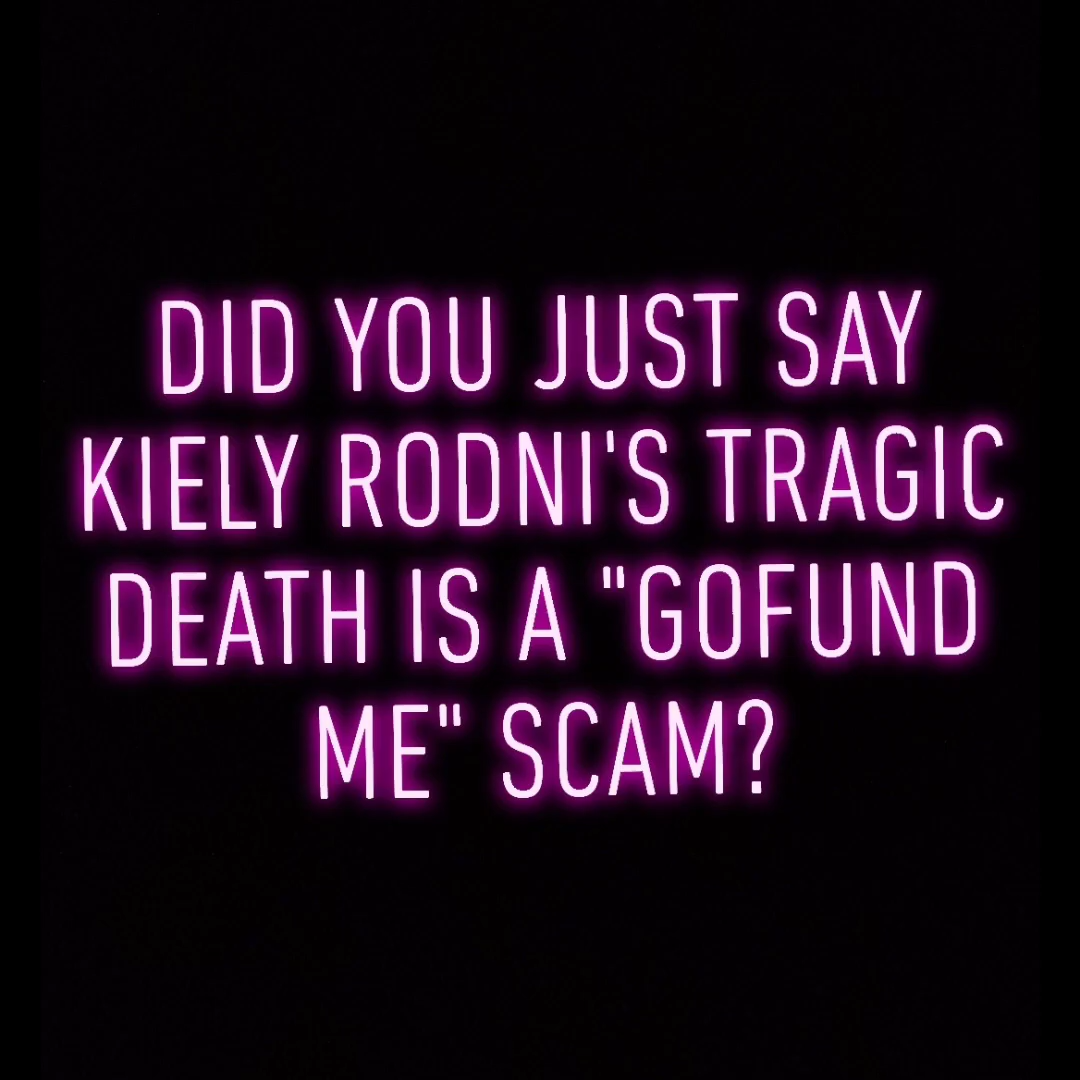 DID YOU JUST SAY
KIELY RODNI'S TRAGIC
DEATH IS A "GOFUND
ME" SCAM?